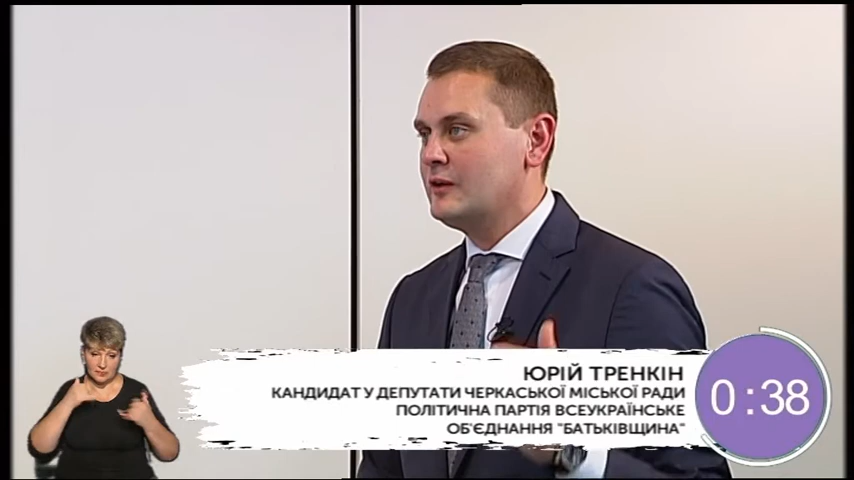 ЮРІЙ ТРЕНКІН
КАНДИДАТ У ДЕПУТАТИ ЧЕРКАСЬКОЇ МІСЬКОЇ РАДИ
ПОЛІТИЧНА ПАРТІЯ ВСЕУКРАЇНСЬКЕ
ОБ'ЄДНАННЯ "БАТЬКІВЩИНА"
0:38